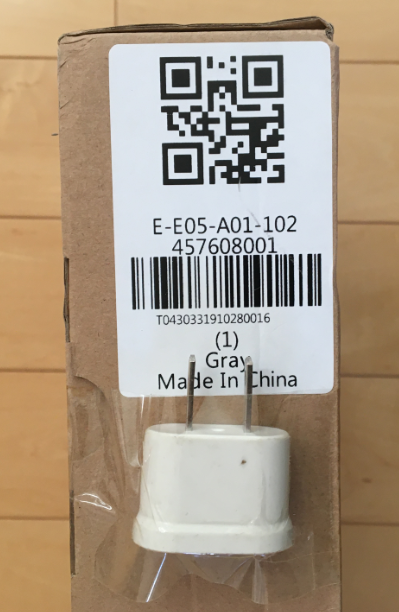 E-E05-A01-102
457608001
T0430331910280016
(1)
Gray
Made In China